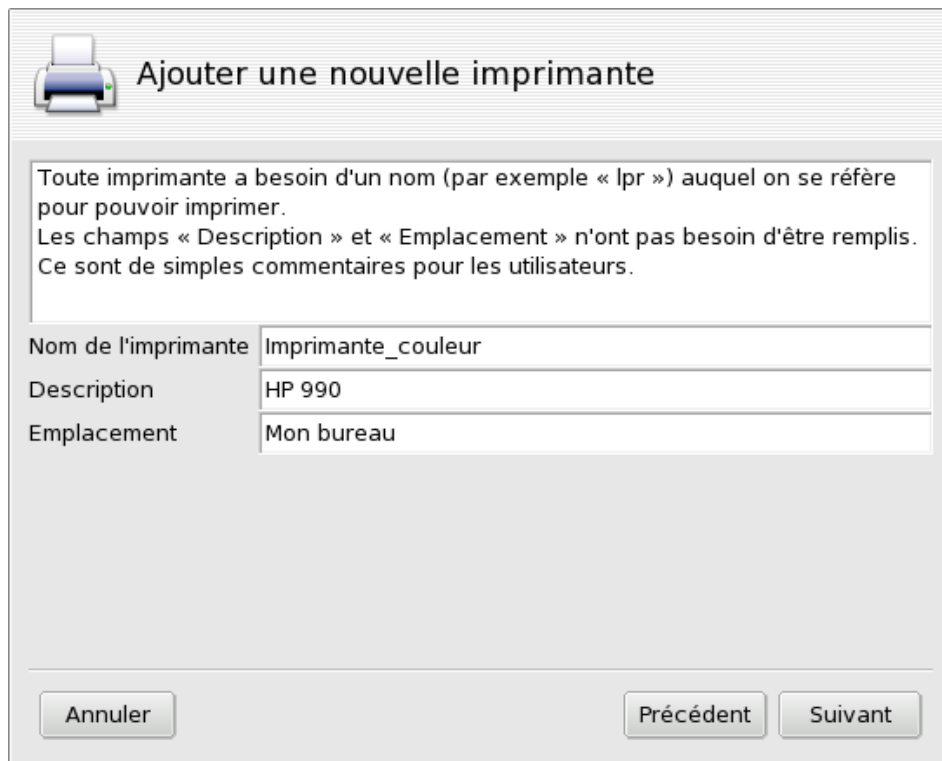 Ajouter une nouvelle imprimante
Toute imprimante a besoin d'un nom (par exemple « lpr ») auquel on se réfère
pour pouvoir imprimer.
Les champs « Description » et « Emplacement » n'ont pas besoin d'être remplis.
Ce sont de simples commentaires pour les utilisateurs.
Nom de l'imprimante Imprimante_couleur
Description HP 990
Emplacement Mon bureau
Annuler Précédent Suivant